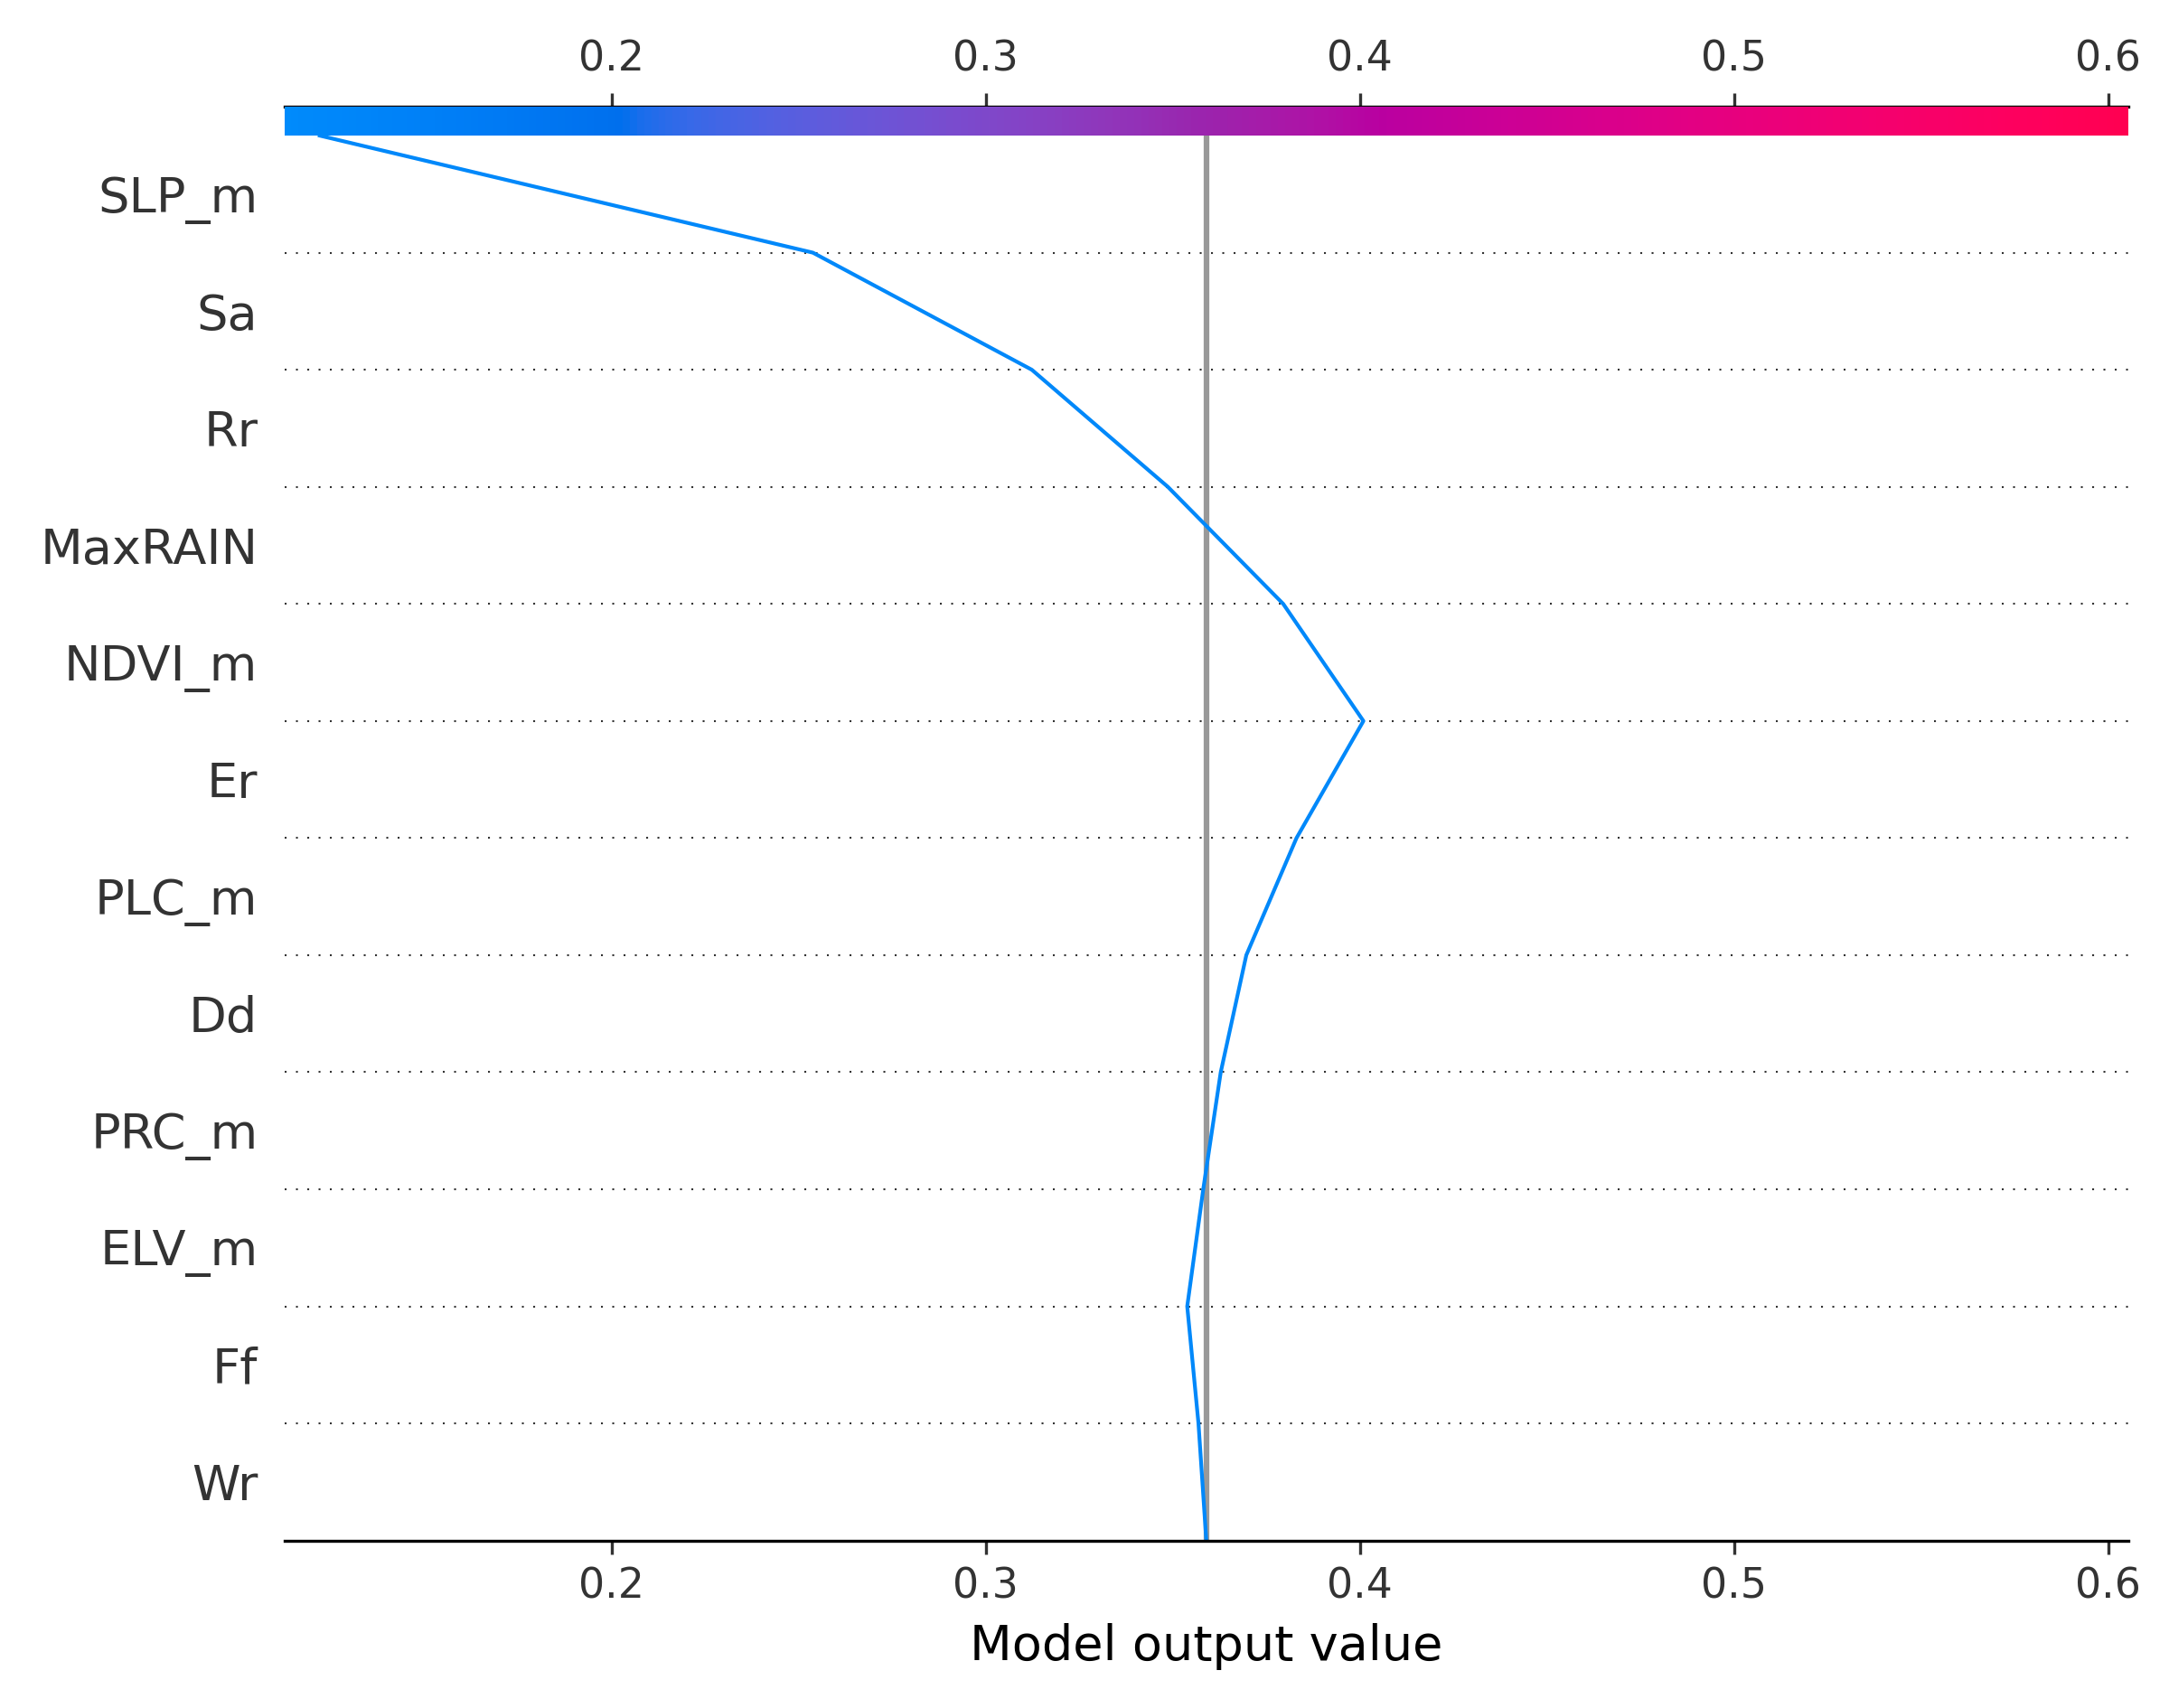 0.2 0.3 0.4 0.5 0.6
SLP_m
Sa
Rr
MaxRAIN
NDVI_m
Er
PLC_m
Dd
PRC_m
ELV_m
Ff
Wr
0.2 0.3 0.4 0.5 0.6
Model output value